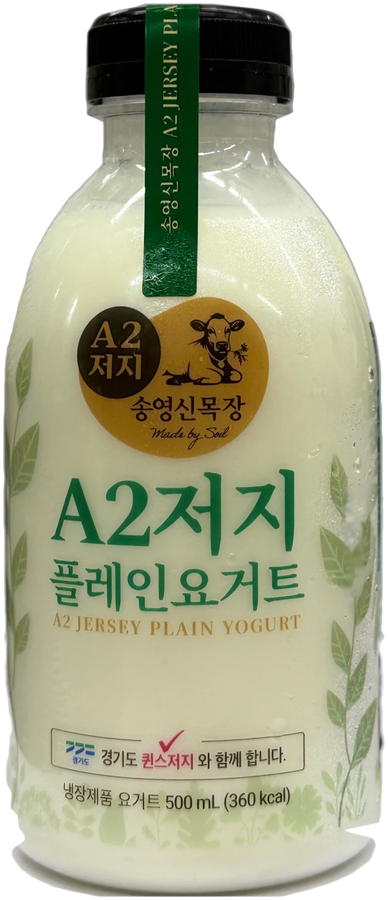 송영신목장 A2 JERSEY PLA
A2
저지
송영신목장
Made by Soil
A2저지
플레인요거트
A2 JERSEY PLAIN YOGURT
경기도
경기도 퀸스저지 와 함께 합니다.
냉장제품 요거트 500 mL (360 kcal)